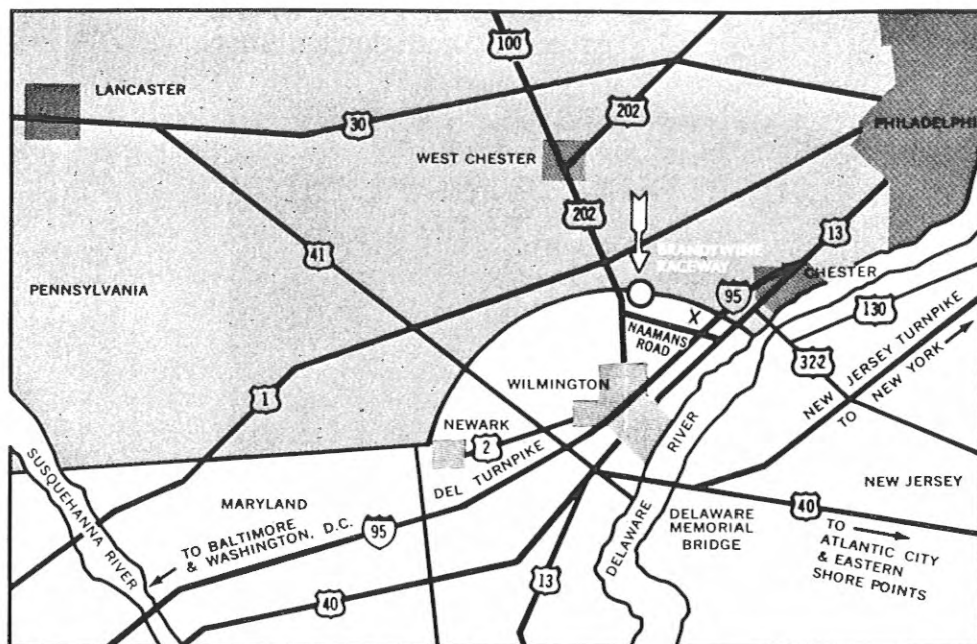 100
LANCASTER
202
30
PHILADELPHI
WEST CHESTER
202
13
BRANDYWINE
RACEWAY
41
CHESTER
PENNSYLVANIA
95
130
X
NAAMANS
ROAD
322
NEW JERSEY TURNPIKE
TO NEW YORK
WILMINGTON
1
NEWARK
2
RIVER
DEL TURNPIKE
SUSQUEHANNA RIVER
MARYLAND
NEW JERSEY
40
TO BALTIMORE
& WASHINGTON, D.C.
95
DELAWARE
DELAWARE
MEMORIAL
BRIDGE
TO
ATLANTIC CITY
& EASTERN
SHORE POINTS
13
40